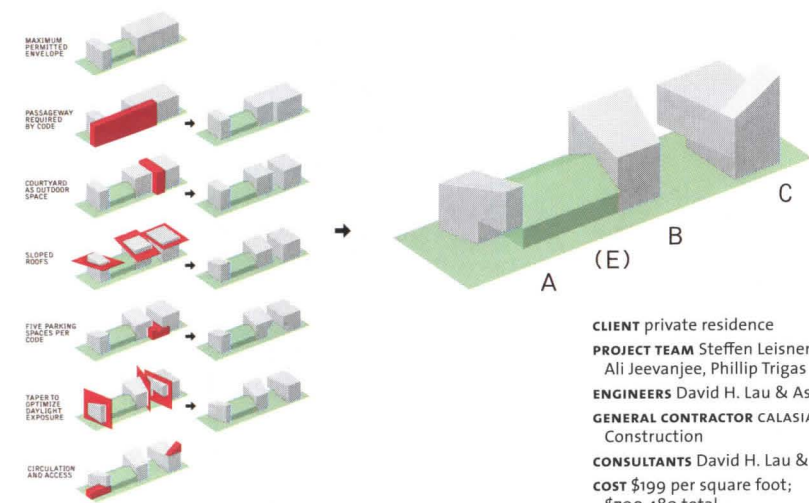 MAXIMUM
PERMITTED
ENVELOPE
PASSAGEWAY
REQUIRED
BY CODE
COURTYARD
AS OUTDOOR
SPACE
SLOPED
ROOFS
FIVE PARKING
SPACES PER
CODE
TAPER TO
OPTIMIZE
DAYLIGHT
EXPOSURE
CIRCULATION
AND ACCESS
A
(E)
B
C
CLIENT private residence
PROJECT TEAM Steffen Leisner
Ali Jeevanjee, Phillip Trigas
ENGINEERS David H. Lau & As
GENERAL CONTRACTOR CALASIA
Construction
CONSULTANTS David H. Lau &
COST $199 per square foot;